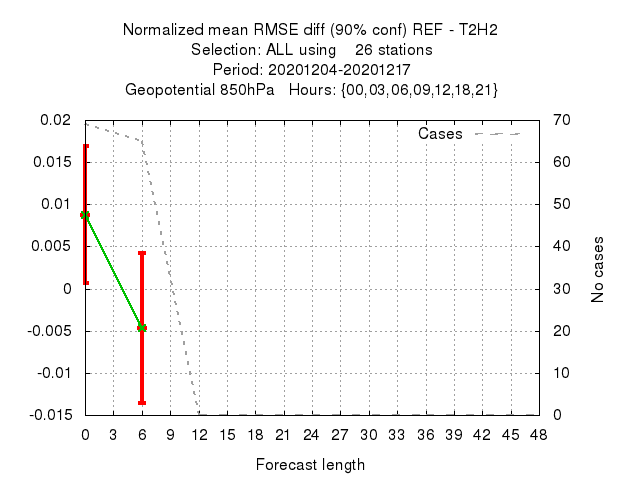 Normalized mean RMSE diff (90% conf) REF - T2H2
Selection: ALL using    26 stations
Period: 20201204-20201217
Geopotential 850hPa   Hours: {00,03,06,09,12,18,21}
Cases
0.02
0.015
0.01
0.005
0
-0.005
-0.01
-0.015
70
60
50
40
30
20
10
0
No cases
0 3 6 9 12 15 18 21 24 27 30 33 36 39 42 45 48
Forecast length